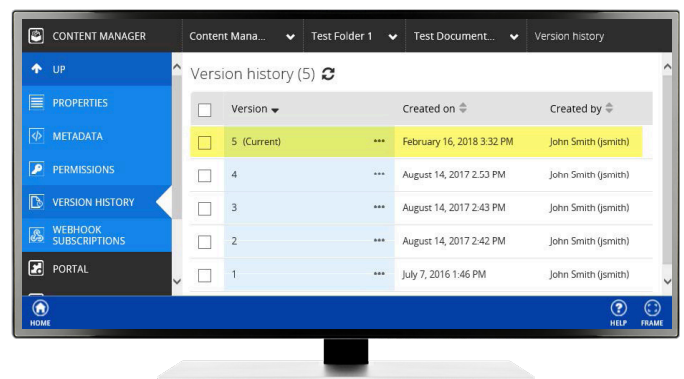 CONTENT MANAGER
Content Mana...
Test Folder 1
Test Document...
Version history
UP
PROPERTIES
METADATA
PERMISSIONS
VERSION HISTORY
WEBHOOK
SUBSCRIPTIONS
PORTAL
Version history (5)
Version Created on Created by
5 (Current) ••• February 16, 2018 3:32 PM John Smith (jsmith)
4 ••• August 14, 2017 2:53 PM John Smith (jsmith)
3 ••• August 14, 2017 2:43 PM John Smith (jsmith)
2 ••• August 14, 2017 2:42 PM John Smith (jsmith)
1 ••• July 7, 2016 1:46 PM John Smith (jsmith)
HOME
HELP
FRAME